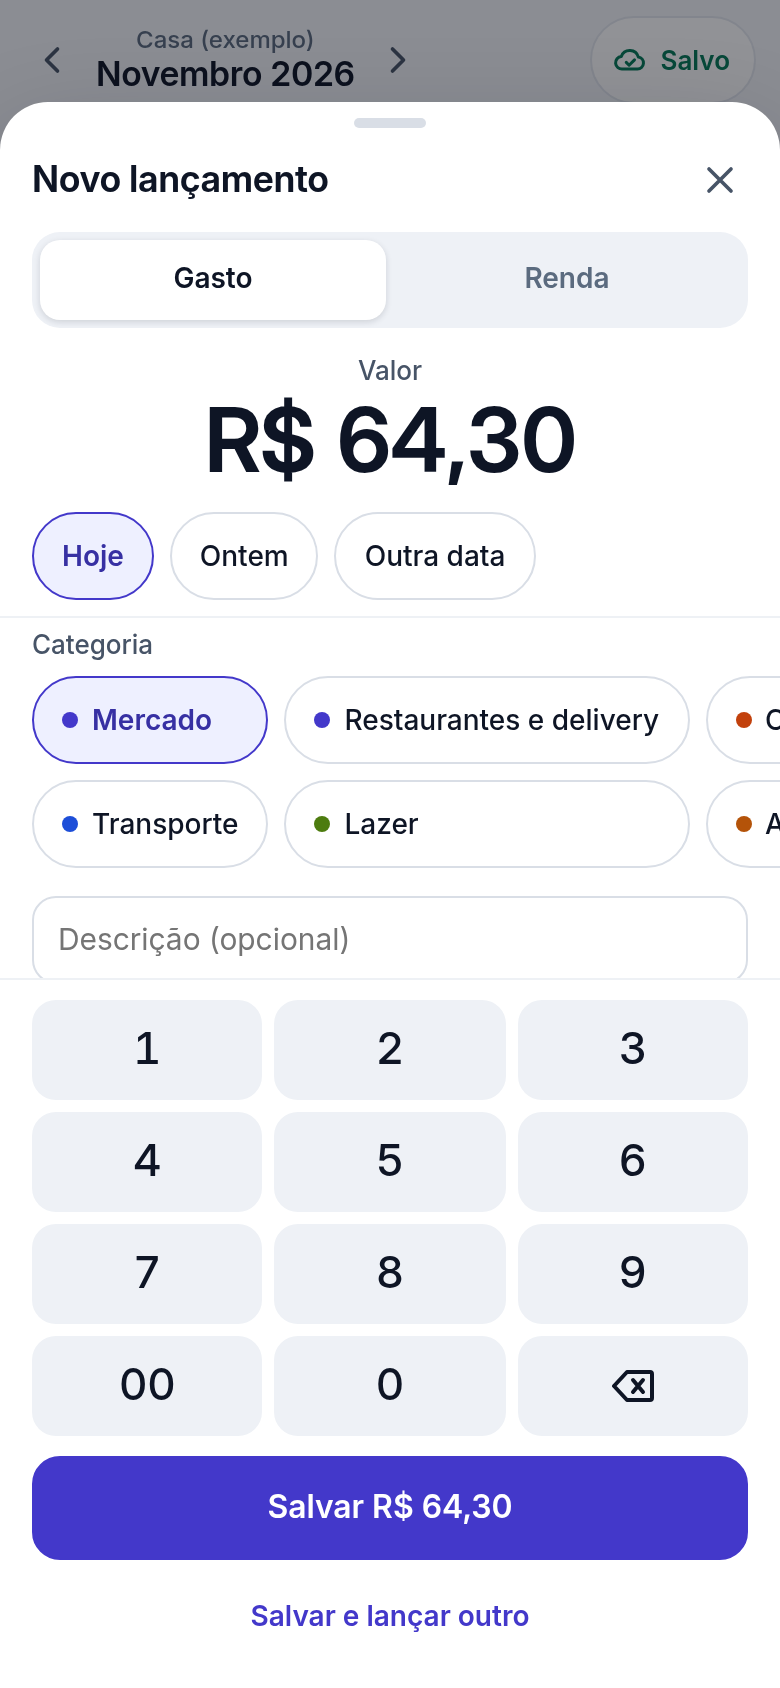 Casa (exemplo)
Novembro 2026
Salvo
Novo lançamento
Gasto
Renda
Valor
R$ 64,30
Hoje
Ontem
Outra data
Categoria
Mercado
Restaurantes e delivery
Transporte
Lazer
Descrição (opcional)
1
2
3
4
5
6
7
8
9
00
0
Salvar R$ 64,30
Salvar e lançar outro